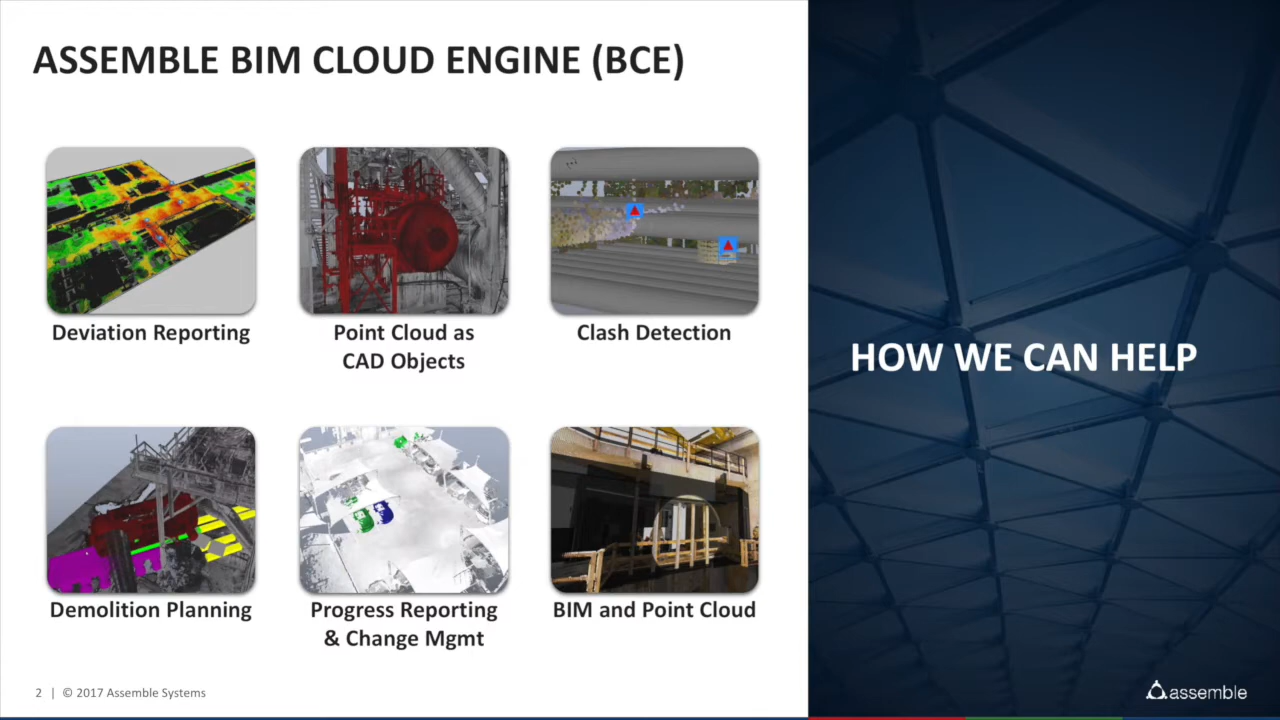 ASSEMBLE BIM CLOUD ENGINE (BCE)
Deviation Reporting
Point Cloud as
CAD Objects
Clash Detection
Demolition Planning
Progress Reporting
& Change Mgmt
BIM and Point Cloud
HOW WE CAN HELP
2 | © 2017 Assemble Systems
assemble